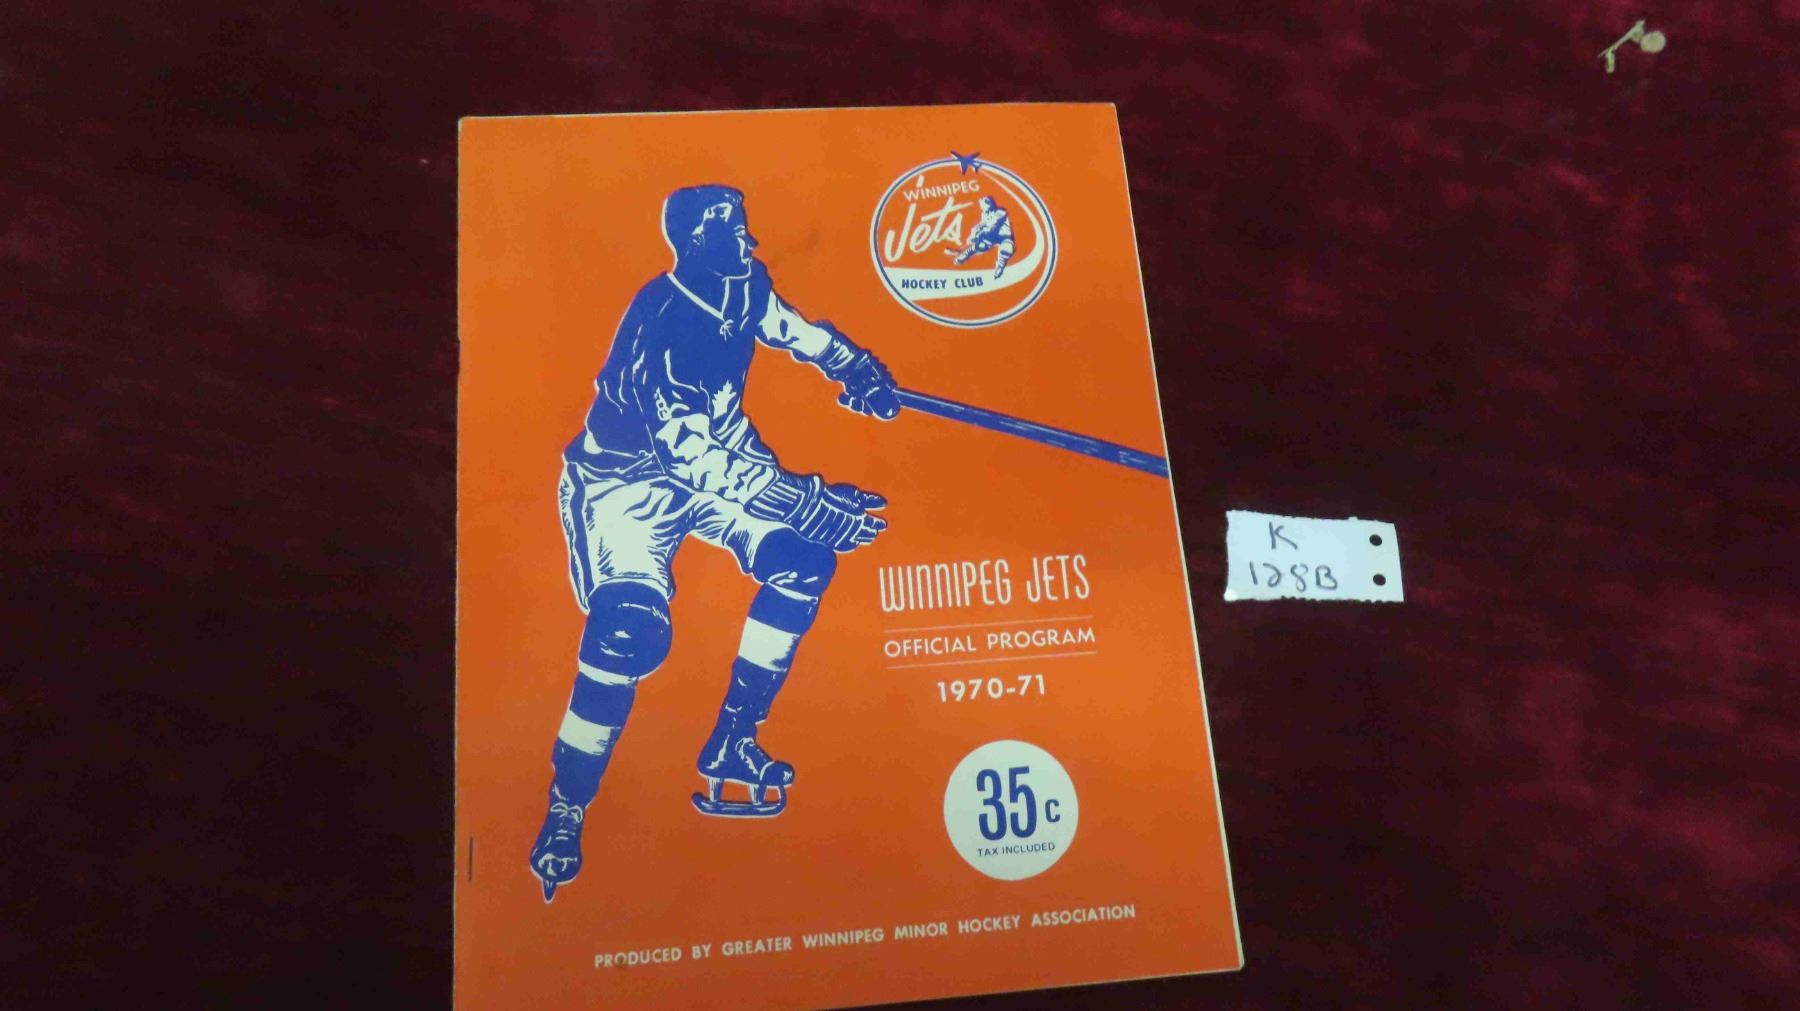 WINNIPEG
Jets
HOCKEY CLUB
WINNIPEG JETS
OFFICIAL PROGRAM
1970-71
35c
TAX INCLUDED
PRODUCED BY GREATER WINNIPEG MINOR HOCKEY ASSOCIATION
K
128B